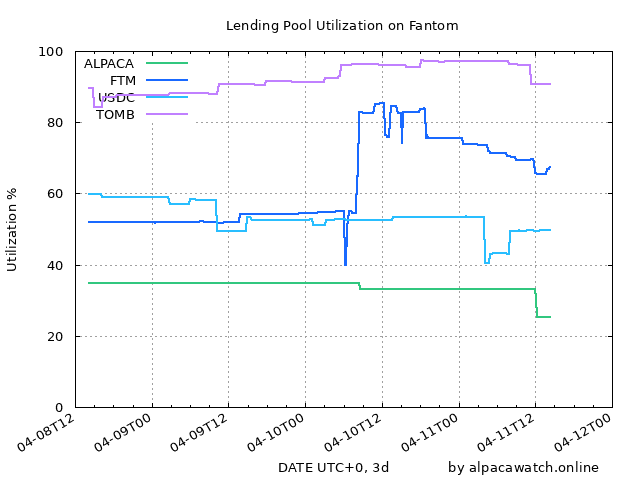 Lending Pool Utilization on Fantom
Utilization %
100
80
60
40
20
0
ALPACA
FTM
USDC
TOMB
04-08T12
04-09T00
04-09T12
04-10T00
04-10T12
04-11T00
04-11T12
04-12T00
DATE UTC+0, 3d
by alpacawatch.online